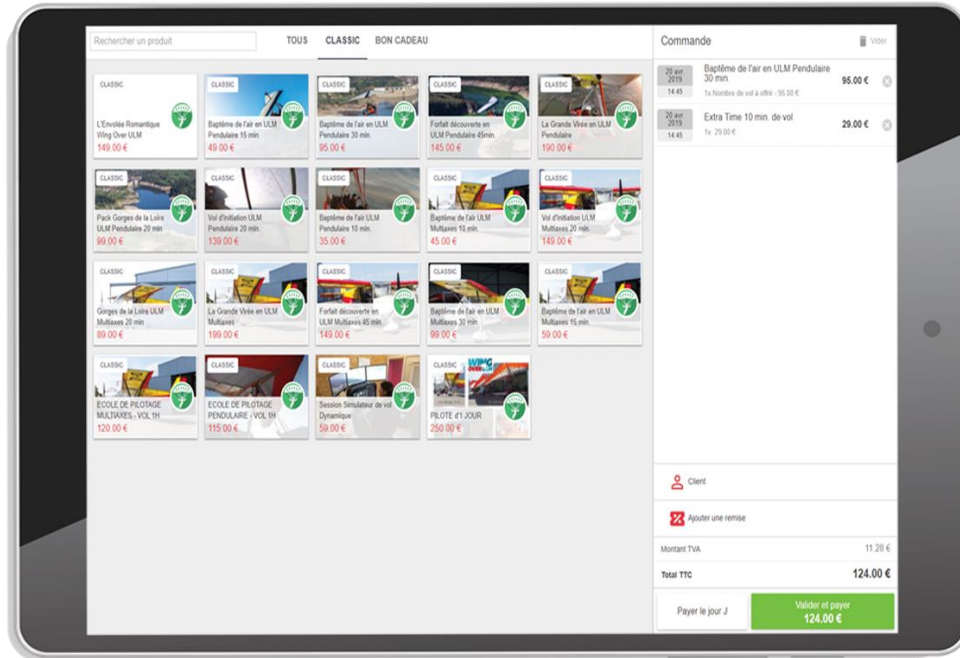 Rechercher un produit
TOUS CLASSIC BON CADEAU
CLASSIC
L'Envolée Romantique
Wing Over ULM
149.00 €
CLASSIC
Baptême de l'air en ULM
Pendulaire 15 min.
49.00 €
CLASSIC
Baptême de l'air en ULM
Pendulaire 30 min.
95.00 €
CLASSIC
Forfait découverte en
ULM Pendulaire 45min
145.00 €
CLASSIC
La Grande Virée en ULM
Pendulaire
190.00 €
CLASSIC
Pack Gorges de la Loire
ULM Pendulaire 20 min
99.00 €
CLASSIC
Vol d'Initiation ULM
Pendulaire 20 min.
139.00 €
CLASSIC
Baptême de l'air ULM
Pendulaire 10 min.
35.00 €
CLASSIC
Baptême de l'air ULM
Multiaxes 10 min.
45.00 €
CLASSIC
Vol d'Initiation ULM
Multiaxes 20 min.
149.00 €
CLASSIC
Gorges de la Loire ULM
Multiaxes 20 min
89.00 €
CLASSIC
La Grande Virée en ULM
Multiaxes
199.00 €
CLASSIC
Forfait découverte en
ULM Multiaxes 45 min.
149.00 €
CLASSIC
Baptême de l'air ULM
Multiaxes 30 min.
99.00 €
CLASSIC
Baptême de l'air en ULM
Multiaxes 15 min.
59.00 €
CLASSIC
ECOLE DE PILOTAGE
MULTIAXES - VOL 1H
120.00 €
CLASSIC
ECOLE DE PILOTAGE
PENDULAIRE - VOL 1H
115.00 €
CLASSIC
Session Simulateur de vol
Dynamique
59.00 €
CLASSIC
WING
PILOTE d'1 JOUR
250.00 €
Commande Vider
20 avr.
2019
14:45
Baptême de l'air en ULM Pendulaire
30 min.
1x Nombre de vol à offrir - 95.00 €
95.00 €
20 avr.
2019
14:45
Extra Time 10 min. de vol
1x 29.00 €
29.00 €
Client
Ajouter une remise
Montant TVA 11.28 €
Total TTC 124.00 €
Payer le jour J
Valider et payer
124.00 €